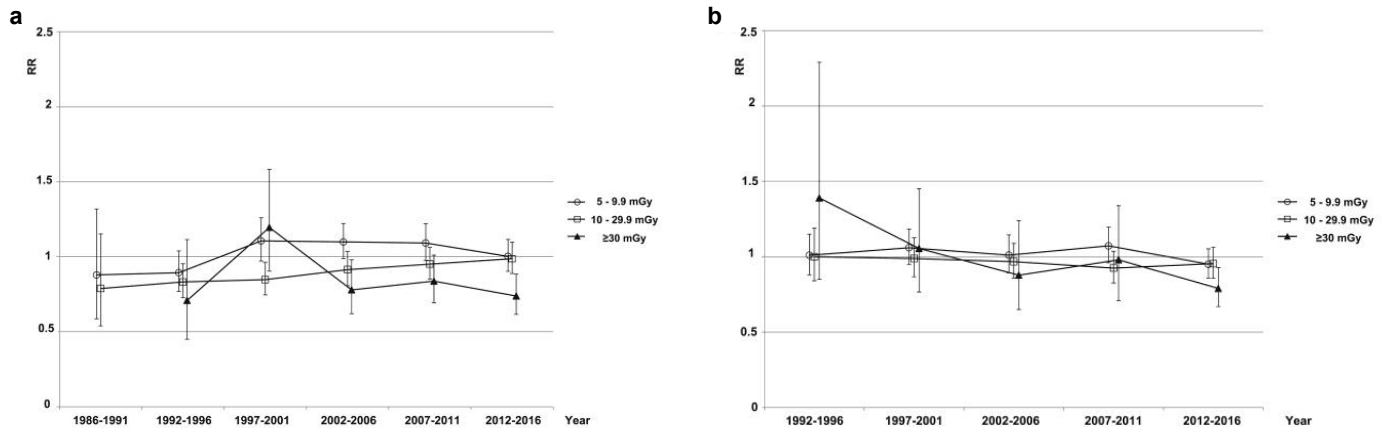 a
2.5
RR
2
1.5
1
0.5
0
1986-1991 1992-1996 1997-2001 2002-2006 2007-2011 2012-2016 Year
5 - 9.9 mGy
10 - 29.9 mGy
≥30 mGy
b
2.5
RR
2
1.5
1
0.5
0
1992-1996 1997-2001 2002-2006 2007-2011 2012-2016 Year
5 - 9.9 mGy
10 - 29.9 mGy
≥30 mGy